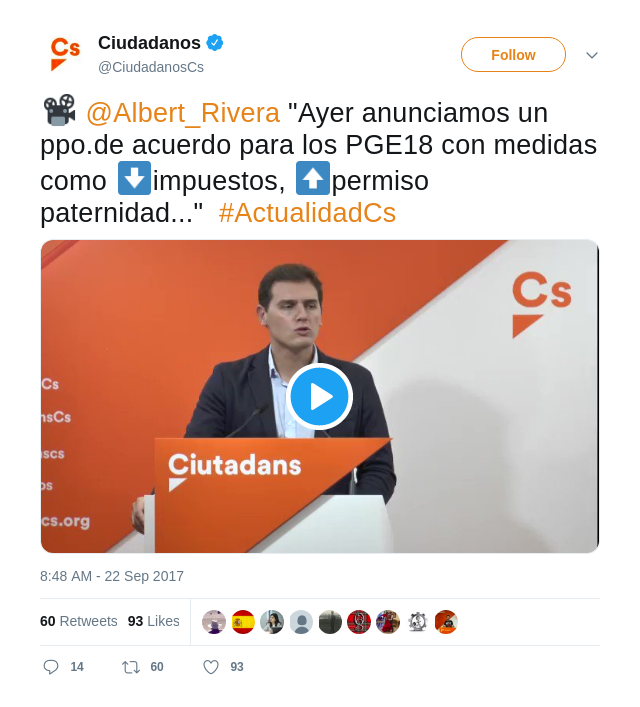 Cs
Ciudadanos
@CiudadanosCs
Follow
🎥 @Albert_Rivera "Ayer anunciamos un
ppo.de acuerdo para los PGE18 con medidas
como ⬇impuestos, ⬆permiso
paternidad..." #ActualidadCs
Cs
Cs
nsCs
scs
os
cs.org
Ciutadans
8:48 AM - 22 Sep 2017
60 Retweets 93 Likes
14 60 93